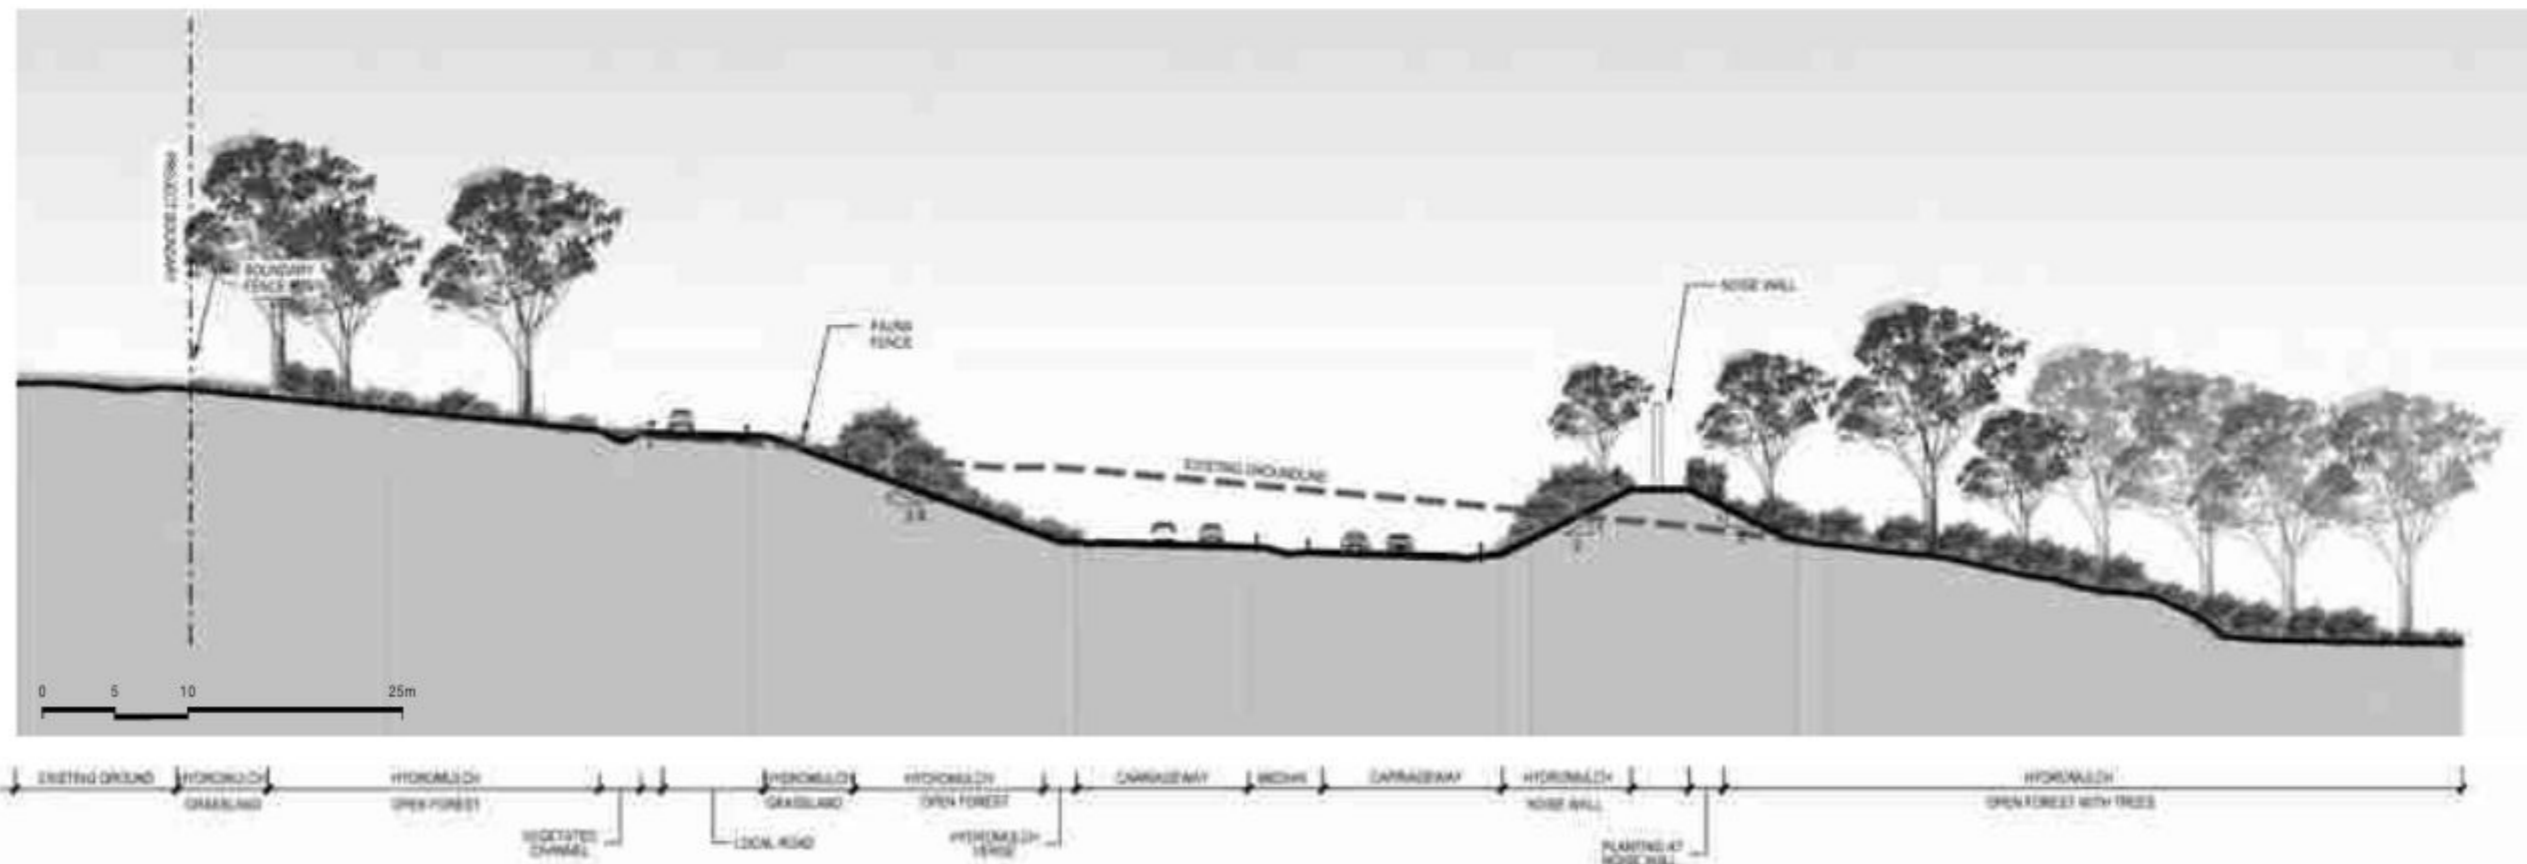 PROJECT BOUNDARY
BOUNDARY
FENCE
FAUNA
FENCE
EXISTING GROUNDLINE
NOISE WALL
0 5 10 25m
EXISTING GROUND
HYDROMULCH
GRASSLAND
HYDROMULCH
OPEN FOREST
VEGETATED
CHANNEL
LOCAL ROAD
HYDROMULCH
GRASSLAND
HYDROMULCH
OPEN FOREST
HYDROMULCH
VERGE
CARRIAGEWAY
MEDIAN
CARRIAGEWAY
HYDROMULCH
NOISE WALL
PLANTING AT
NOISE WALL
HYDROMULCH
OPEN FOREST WITH TREES